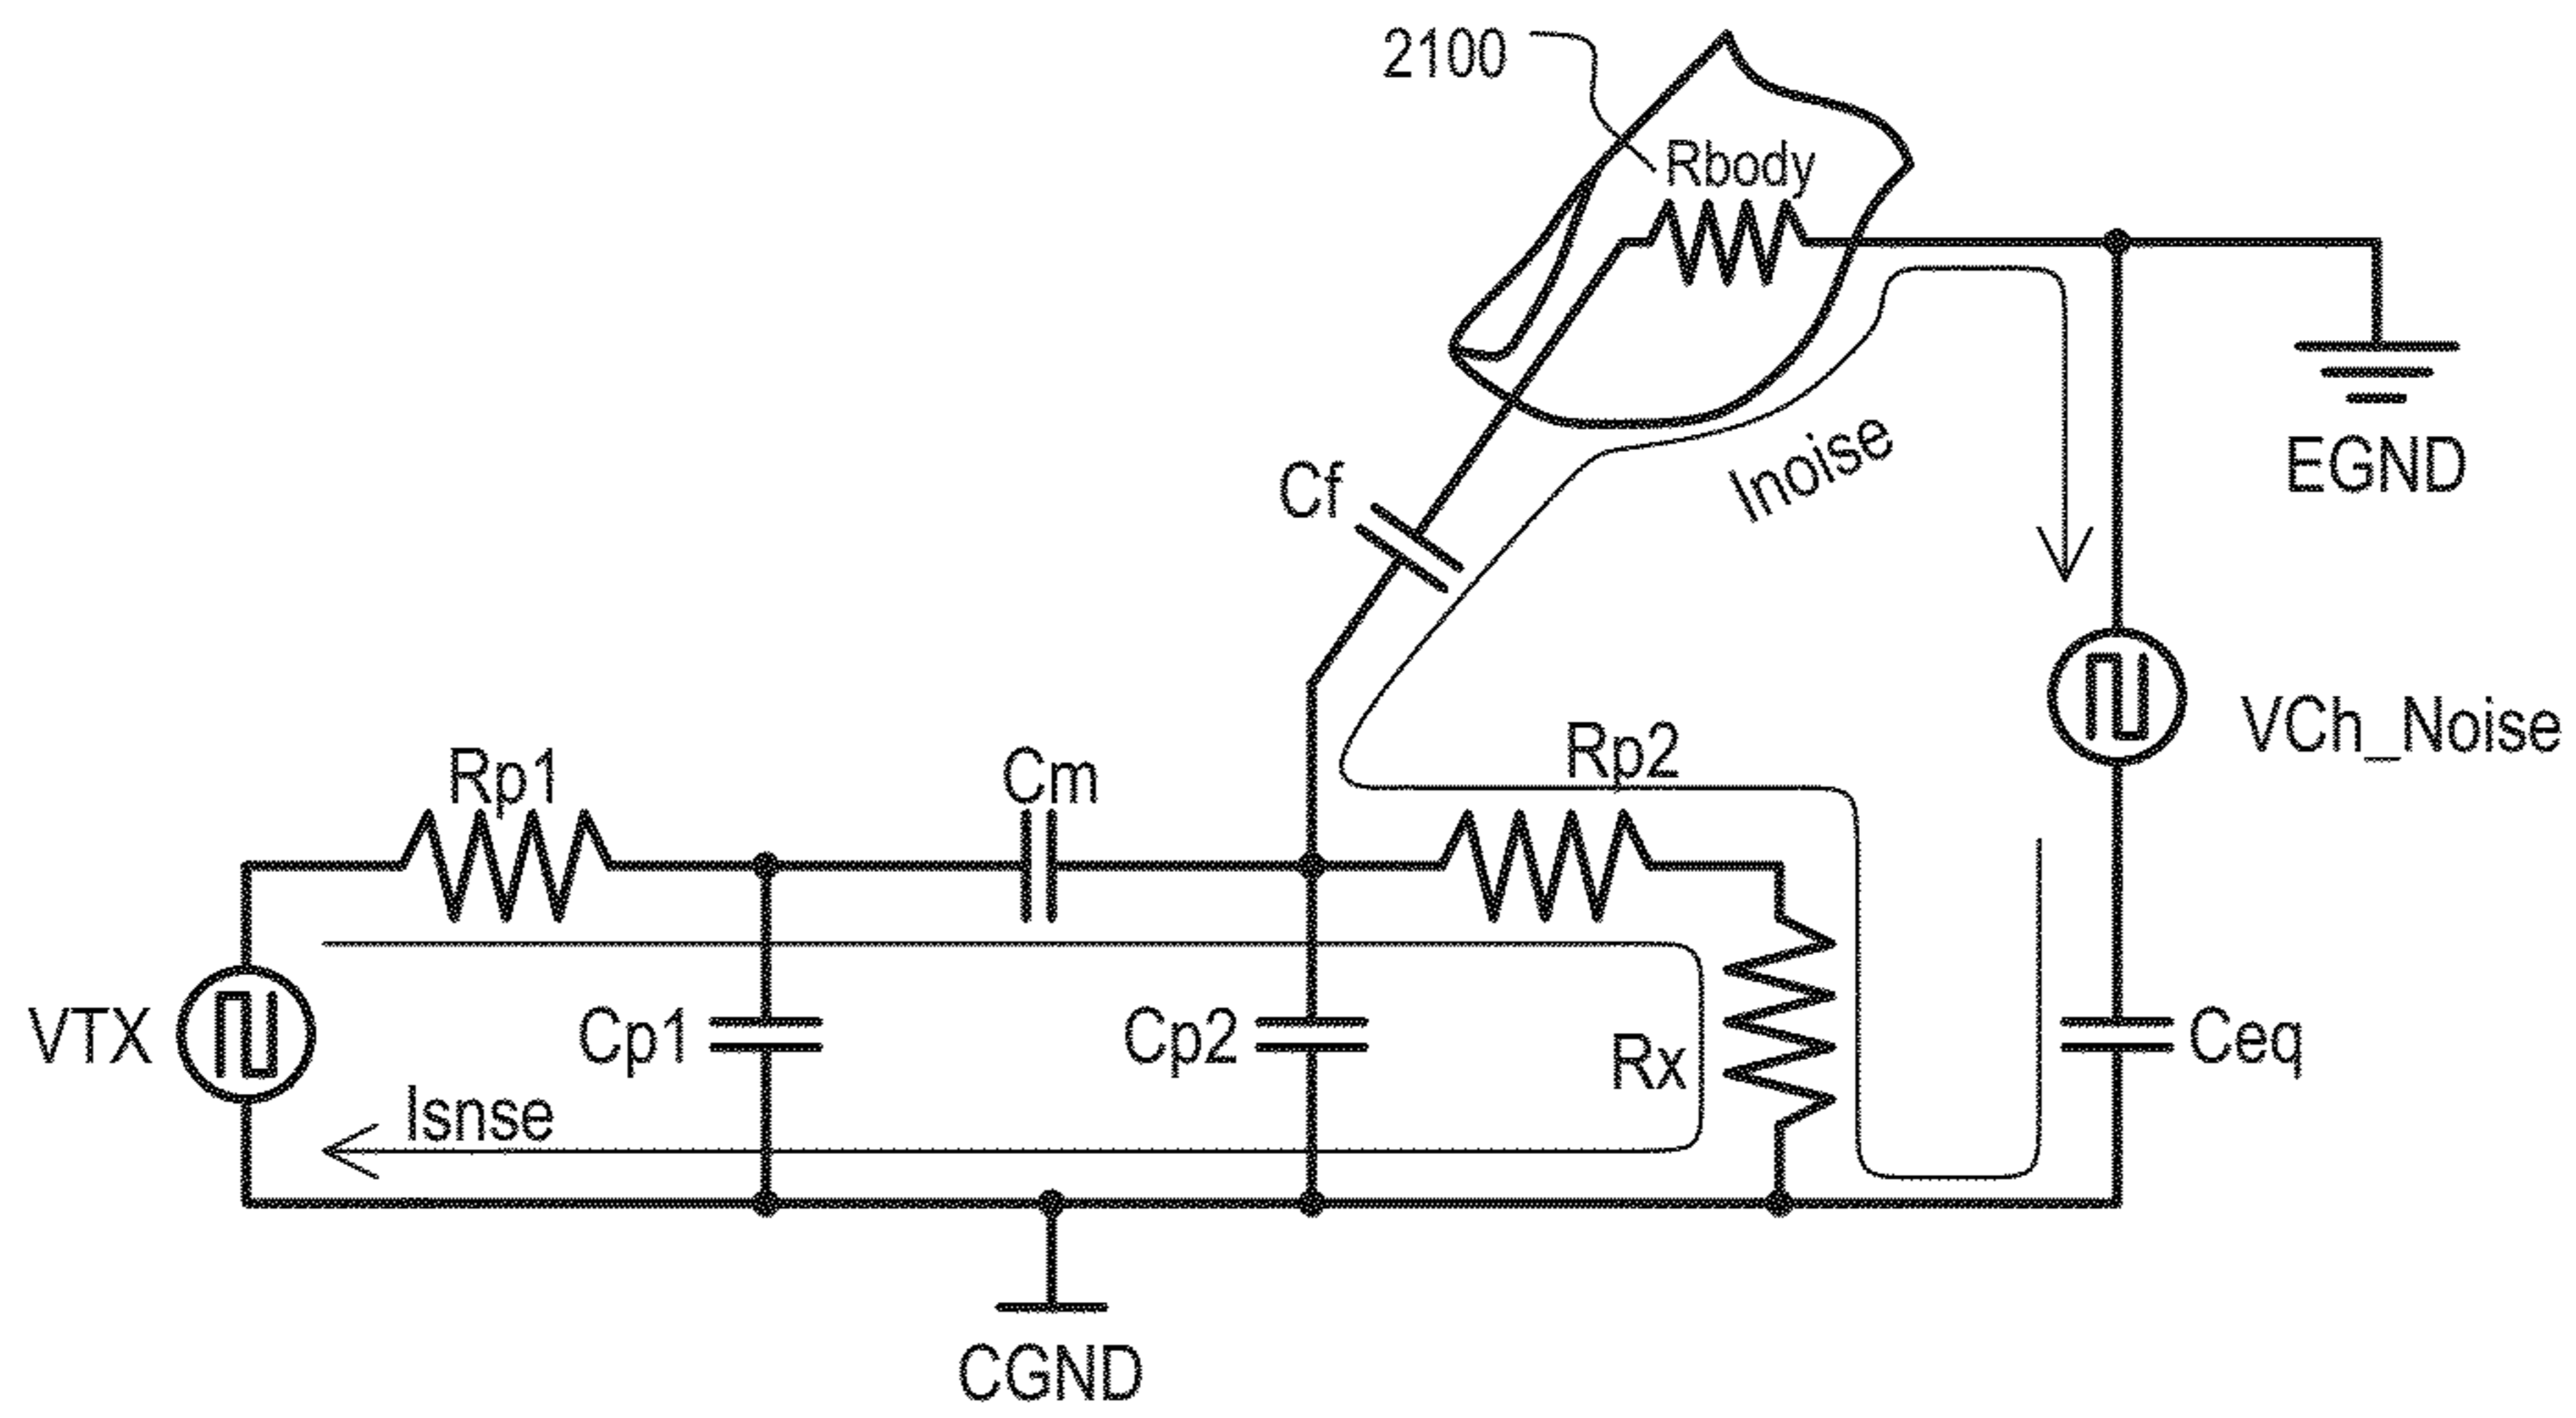 2100
Rbody
EGND
Cf
Inoise
VCh_Noise
Rp1
Cm
Rp2
VTX
Cp1
Cp2
Rx
Ceq
Isnse
CGND